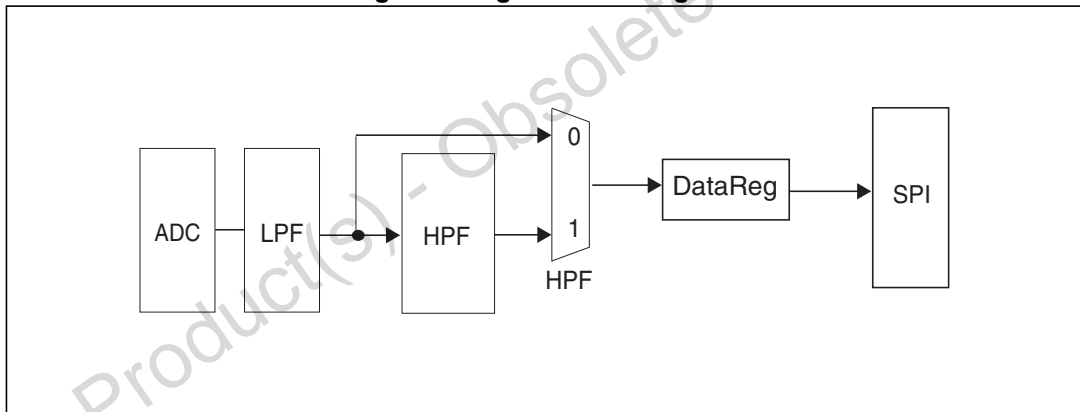 0
ADC
LPF
HPF
1
HPF
DataReg
SPI
Product(s) - Obsolete